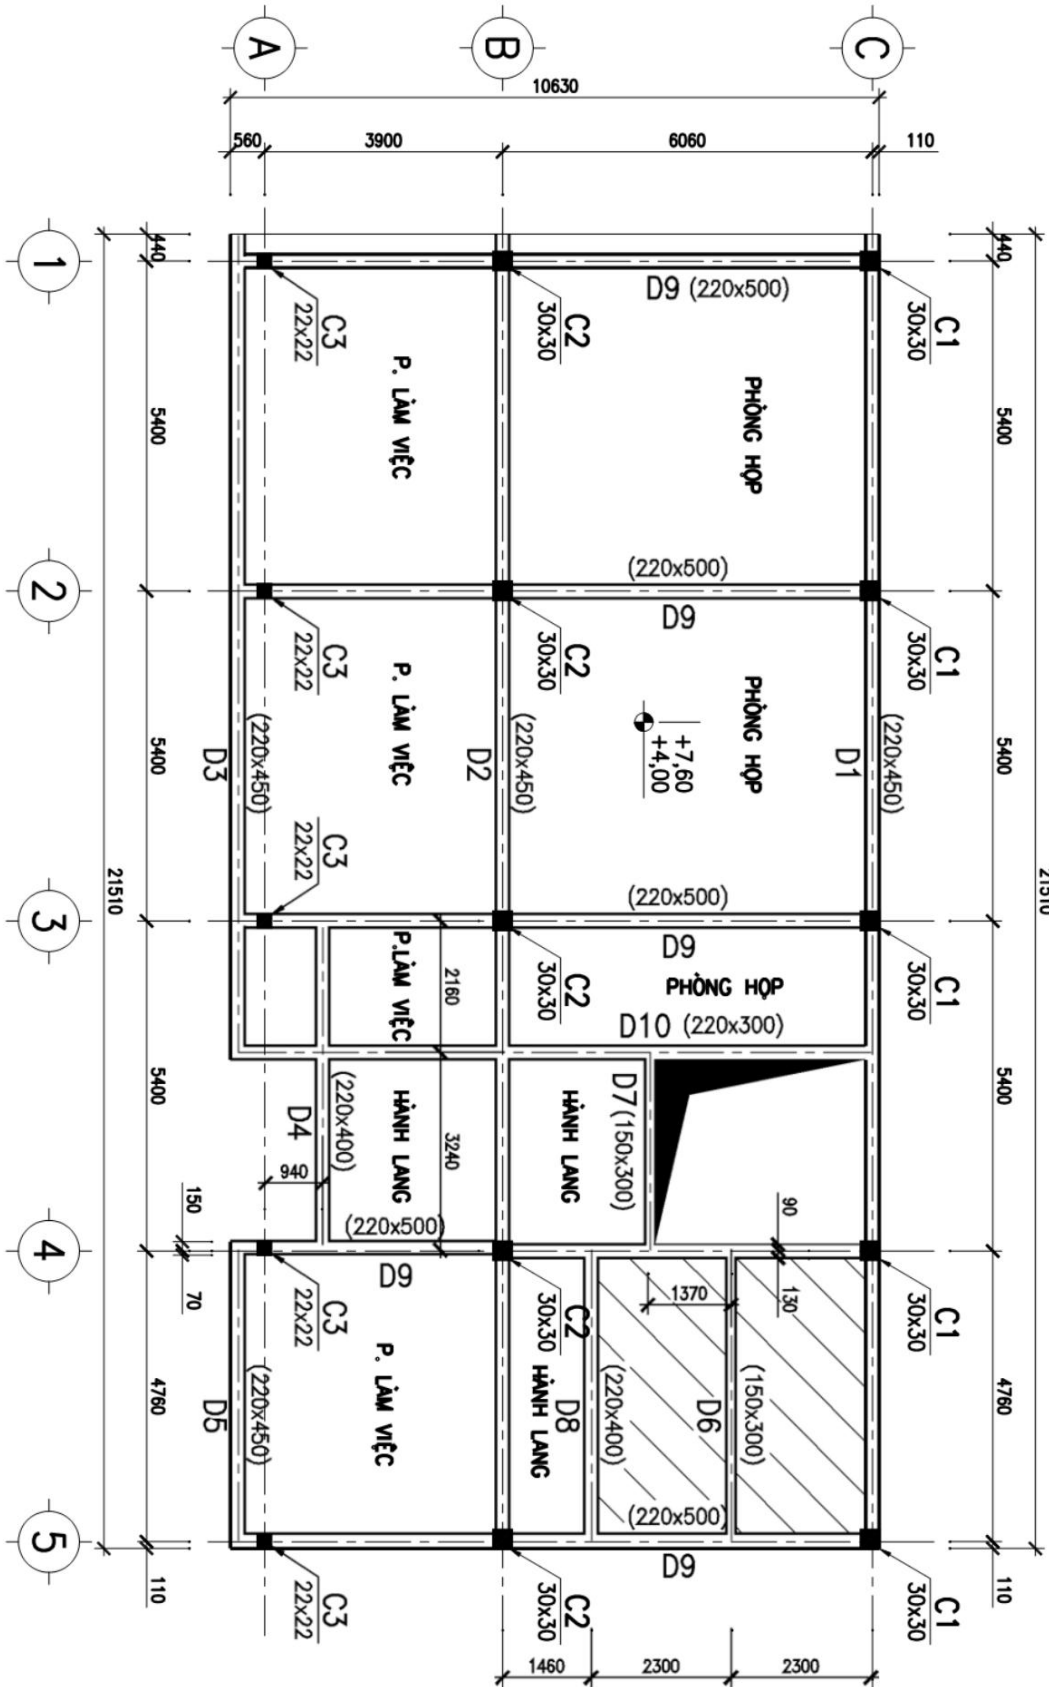 A
B
C
10630
560
3900
6060
110
440
440
1
C3
22x22
C2
30x30
D9 (220x500)
C1
30x30
P. LÀM VIỆC
PHÒNG HỌP
5400
5400
(220x500)
2
D9
C3
22x22
C2
30x30
C1
30x30
P. LÀM VIỆC
PHÒNG HỌP
+7,60
+4,00
D3
(220x450)
D2
(220x450)
D1
(220x450)
5400
5400
C3
22x22
21510
21510
(220x500)
3
D9
C2
30x30
C1
30x30
P.LÀM VIỆC
2160
PHÒNG HỌP
D10 (220x300)
5400
5400
D4
(220x400)
HÀNH LANG
3240
HÀNH LANG
D7(150x300)
940
150
(220x500)
90
4
D9
70
130
1370
C3
22x22
C2
30x30
C1
30x30
P. LÀM VIỆC
HÀNH LANG
4760
4760
D5
(220x450)
D8
(220x400)
D6
(150x300)
(220x500)
5
D9
110
110
C3
22x22
C2
30x30
C1
30x30
1460
2300
2300